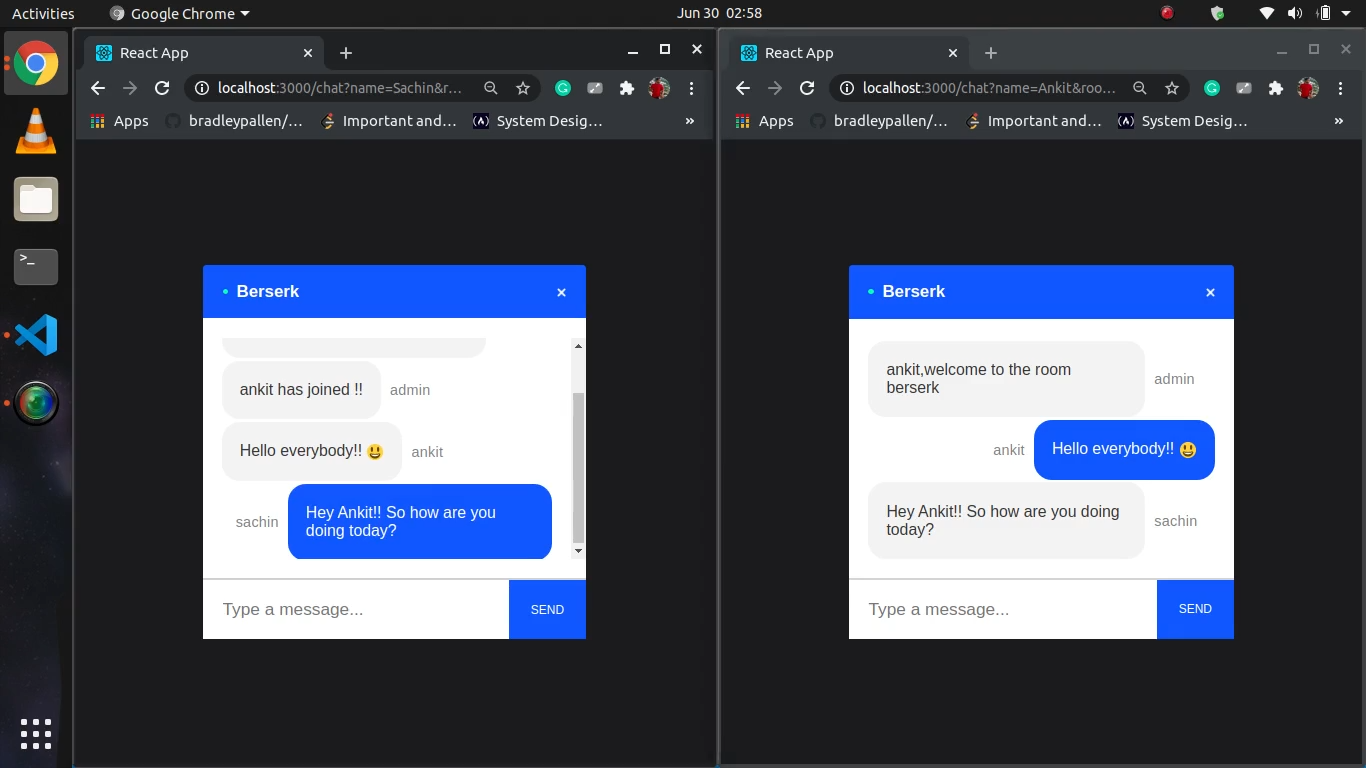 Activities
Google Chrome
Jun 30 02:58
React App
localhost:3000/chat?name=Sachin&r...
Apps
bradleypallen/...
Important and...
System Desig...
»
Berserk
×
ankit has joined !!
admin
Hello everybody!! 😃
ankit
sachin
Hey Ankit!! So how are you
doing today?
Type a message...
SEND
React App
localhost:3000/chat?name=Ankit&roo...
Apps
bradleypallen/...
Important and...
System Desig...
»
Berserk
×
ankit,welcome to the room
berserk
admin
ankit
Hello everybody!! 😃
Hey Ankit!! So how are you doing
today?
sachin
Type a message...
SEND